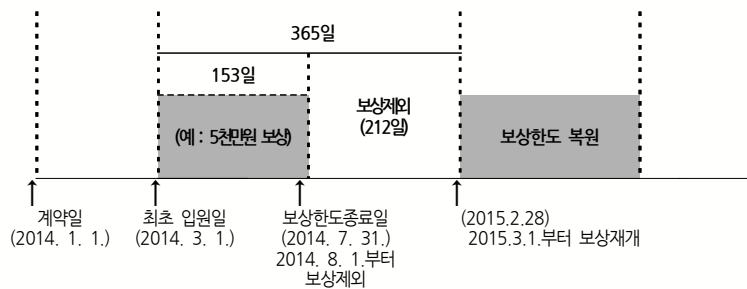 365일
153일
(예 : 5천만원 보상)
보상제외
(212일)
보상한도 복원
계약일
(2014. 1. 1.)
최초 입원일
(2014. 3. 1.)
보상한도종료일
(2014. 7. 31.)
2014. 8. 1.부터
보상제외
(2015.2.28)
2015.3.1.부터 보상재개